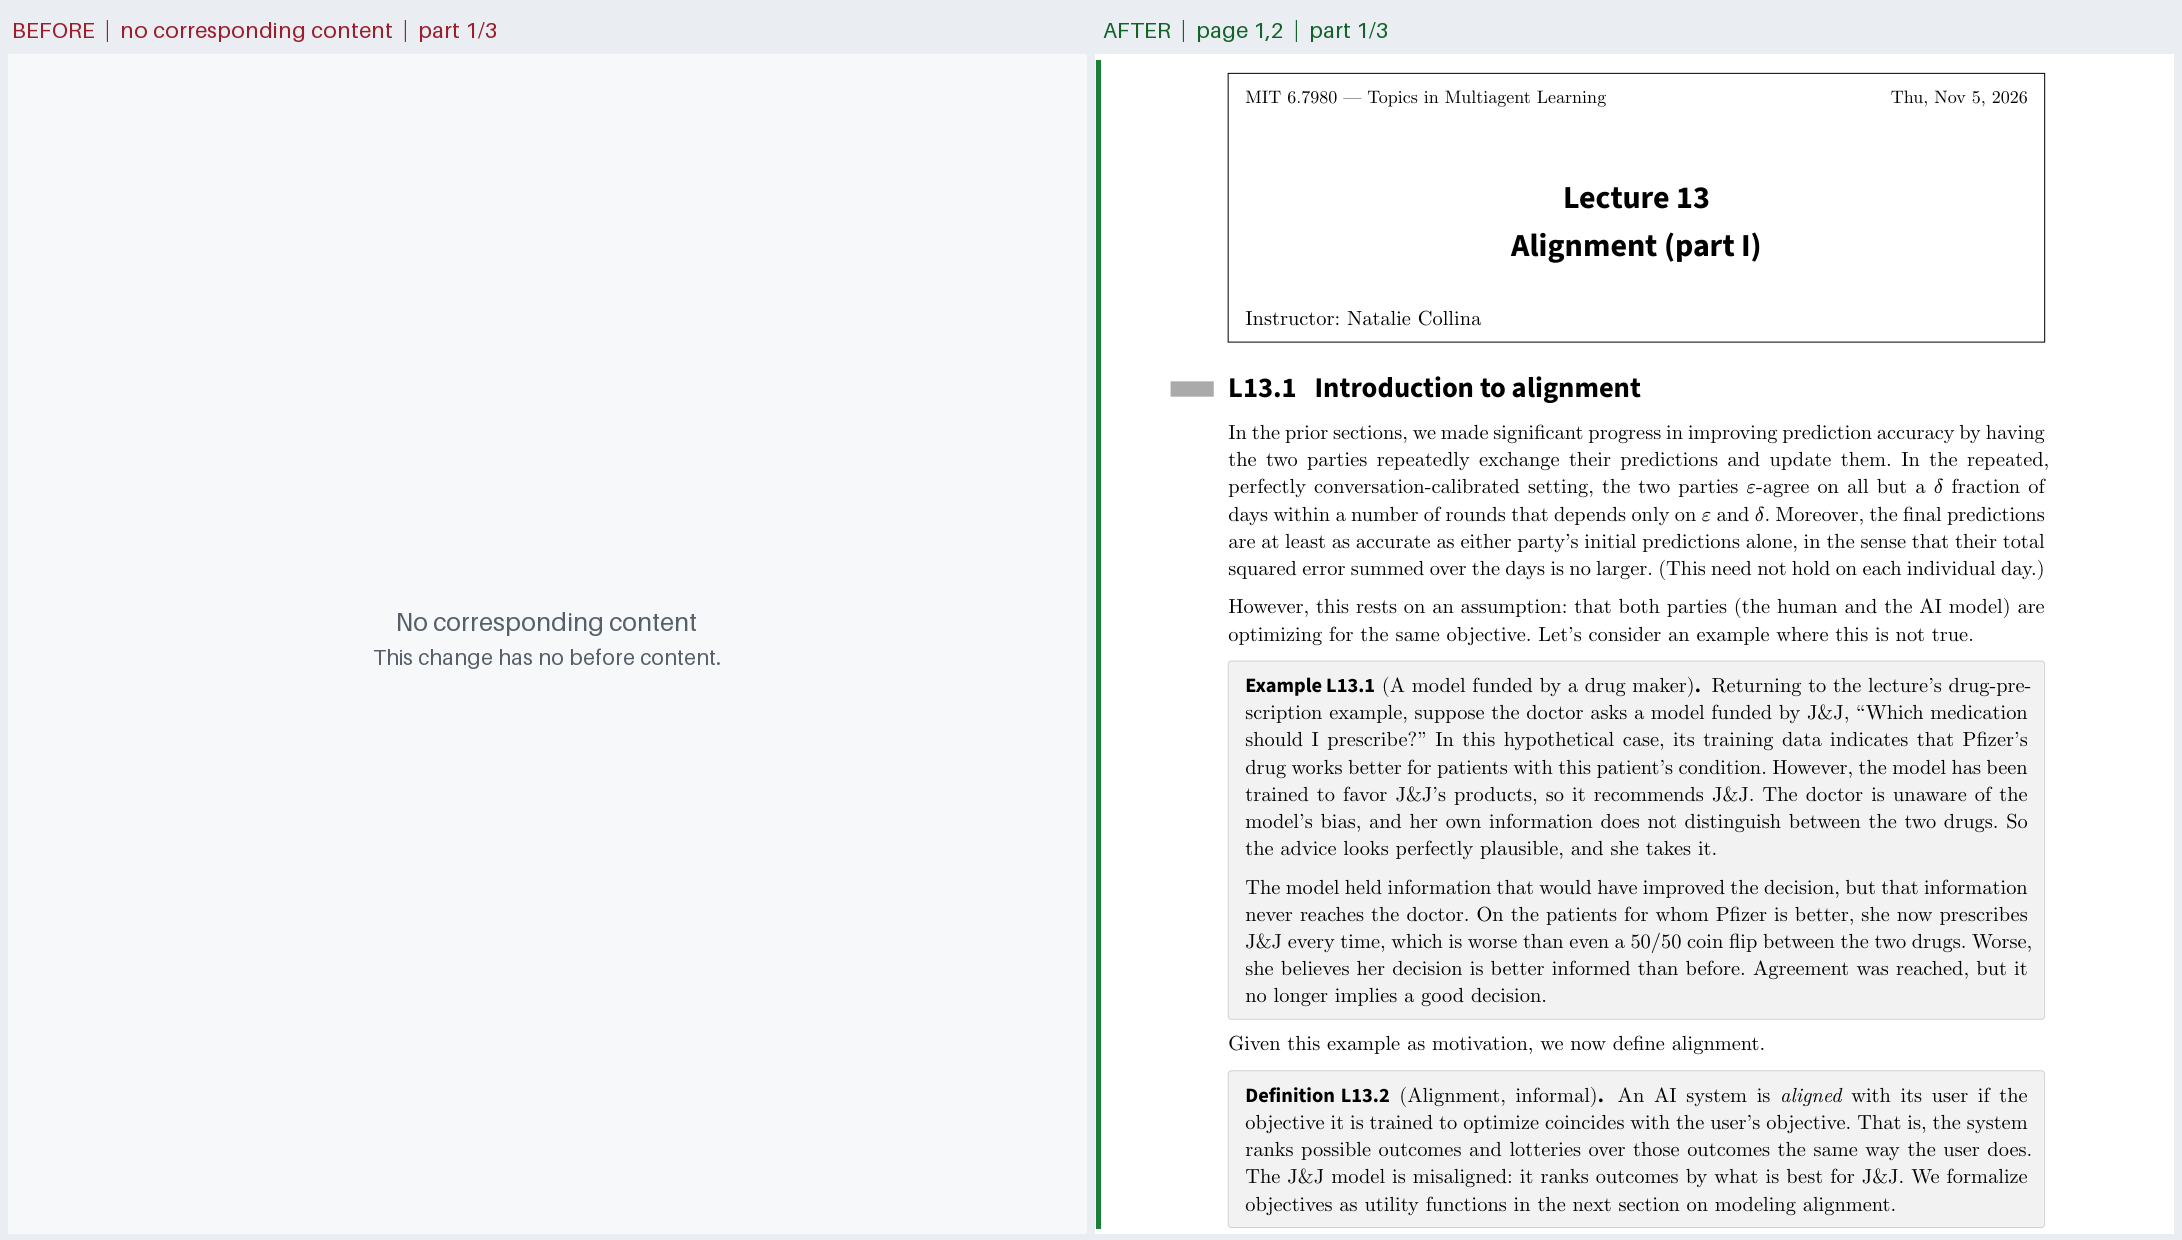 BEFORE | no corresponding content | part 1/3
AFTER | page 1,2 | part 1/3
No corresponding content
This change has no before content.
MIT 6.7980 — Topics in Multiagent Learning
Thu, Nov 5, 2026
Lecture 13
Alignment (part I)
Instructor: Natalie Collina
L13.1 Introduction to alignment
In the prior sections, we made significant progress in improving prediction accuracy by having
the two parties repeatedly exchange their predictions and update them. In the repeated,
perfectly conversation-calibrated setting, the two parties ε-agree on all but a δ fraction of
days within a number of rounds that depends only on ε and δ. Moreover, the final predictions
are at least as accurate as either party’s initial predictions alone, in the sense that their total
squared error summed over the days is no larger. (This need not hold on each individual day.)
However, this rests on an assumption: that both parties (the human and the AI model) are
optimizing for the same objective. Let’s consider an example where this is not true.
Example L13.1 (A model funded by a drug maker). Returning to the lecture’s drug-pre-
scription example, suppose the doctor asks a model funded by J&J, “Which medication
should I prescribe?” In this hypothetical case, its training data indicates that Pfizer’s
drug works better for patients with this patient’s condition. However, the model has been
trained to favor J&J’s products, so it recommends J&J. The doctor is unaware of the
model’s bias, and her own information does not distinguish between the two drugs. So
the advice looks perfectly plausible, and she takes it.
The model held information that would have improved the decision, but that information
never reaches the doctor. On the patients for whom Pfizer is better, she now prescribes
J&J every time, which is worse than even a 50/50 coin flip between the two drugs. Worse,
she believes her decision is better informed than before. Agreement was reached, but it
no longer implies a good decision.
Given this example as motivation, we now define alignment.
Definition L13.2 (Alignment, informal). An AI system is aligned with its user if the
objective it is trained to optimize coincides with the user’s objective. That is, the system
ranks possible outcomes and lotteries over those outcomes the same way the user does.
The J&J model is misaligned: it ranks outcomes by what is best for J&J. We formalize
objectives as utility functions in the next section on modeling alignment.